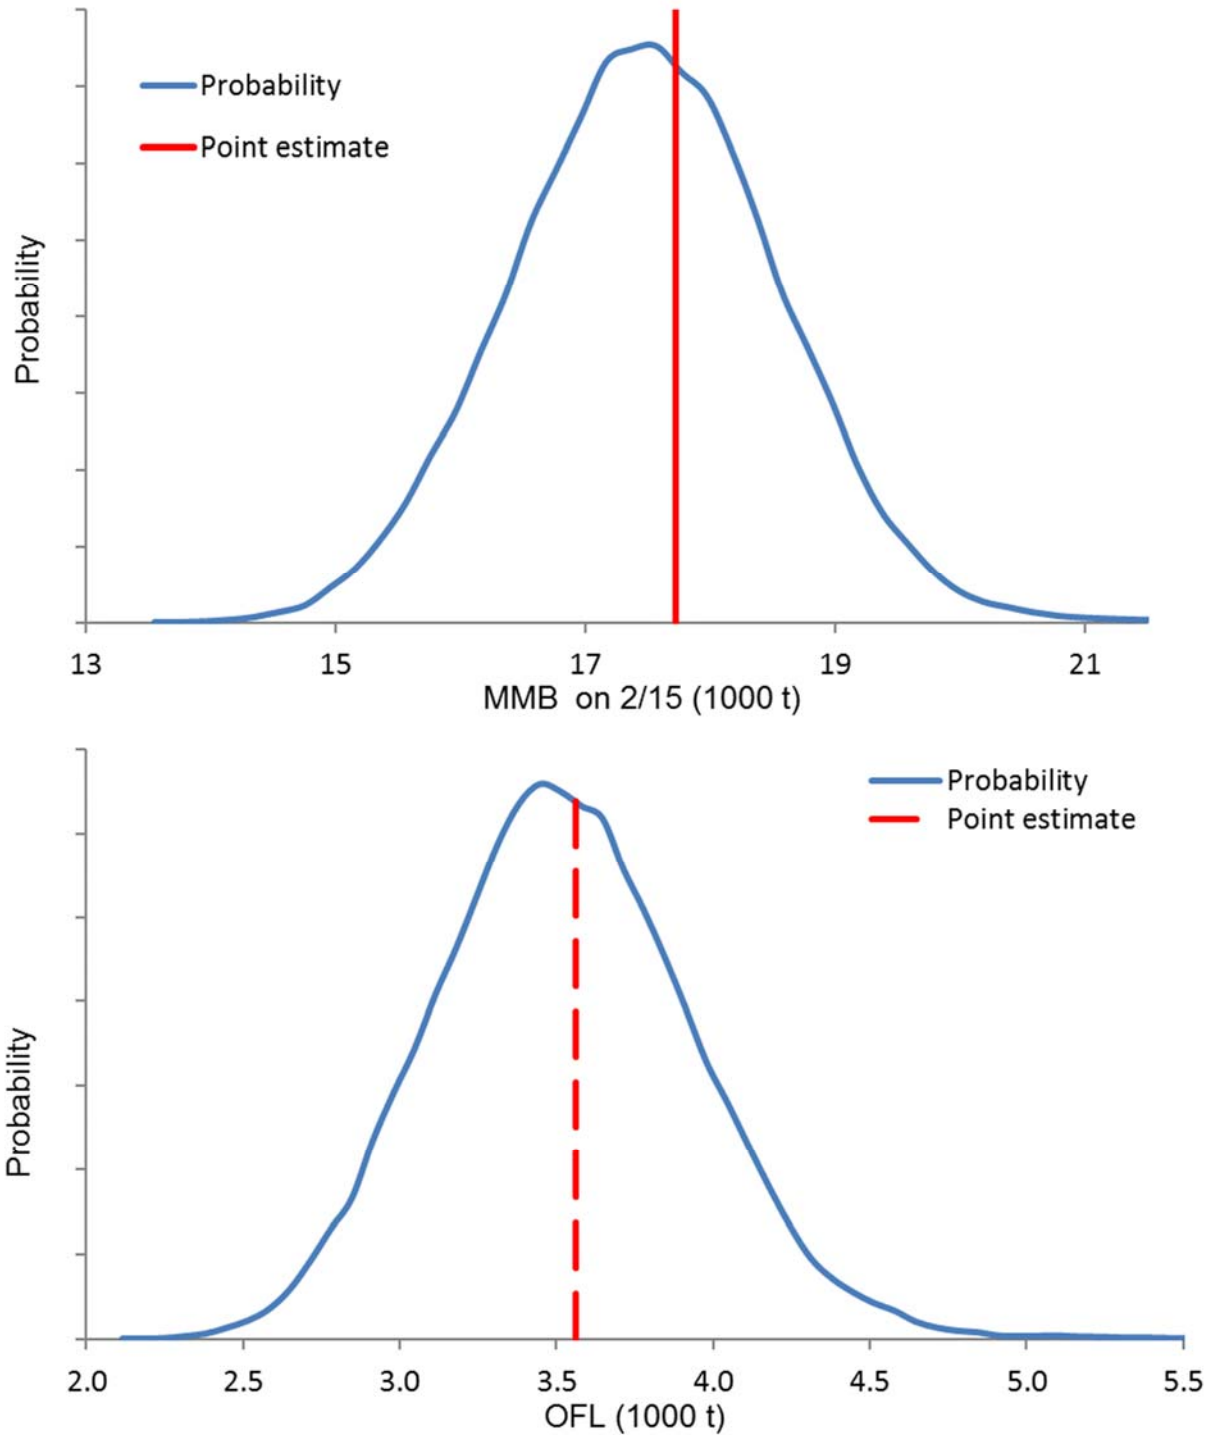 Probability
Point estimate
Probability
13 15 17 19 21
MMB on 2/15 (1000 t)
Probability
Point estimate
Probability
2.0 2.5 3.0 3.5 4.0 4.5 5.0 5.5
OFL (1000 t)